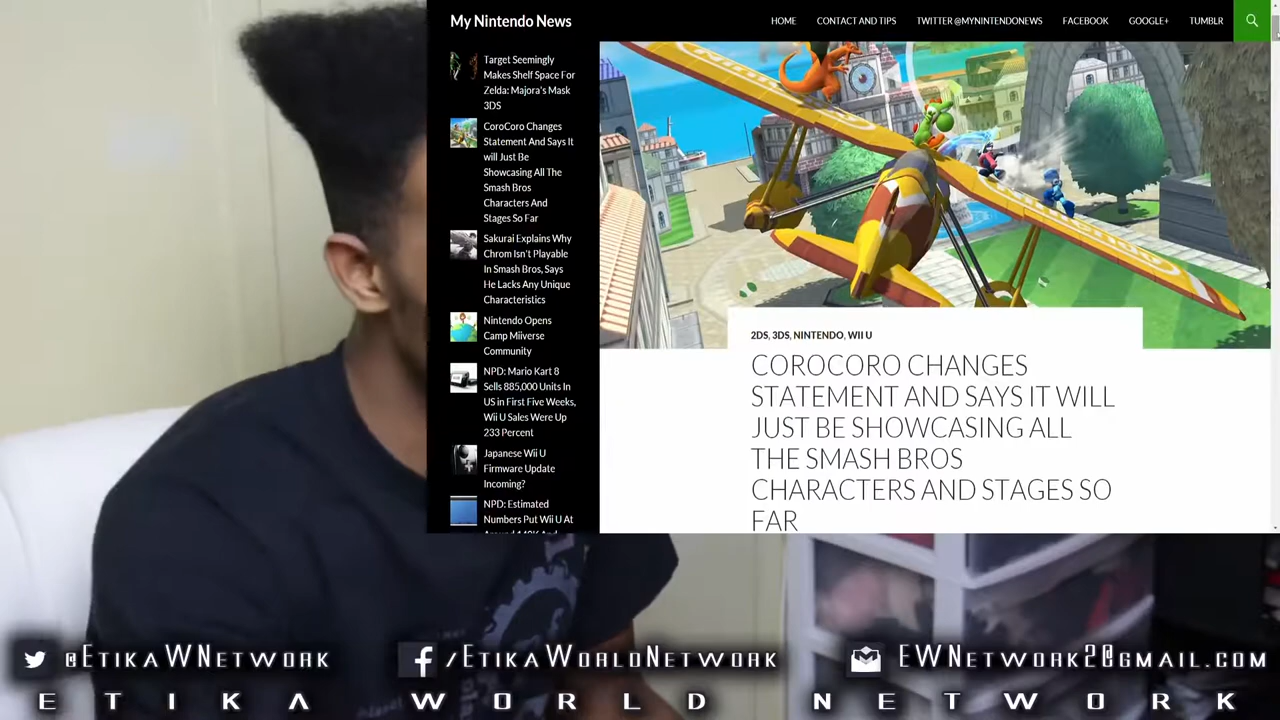 My Nintendo News
HOME
CONTACT AND TIPS
TWITTER @MYNINTENDONEWS
FACEBOOK
GOOGLE+
TUMBLR
Target Seemingly
Makes Shelf Space For
Zelda: Majora's Mask
3DS
CoroCoro Changes
Statement And Says It
will Just Be
Showcasing All The
Smash Bros
Characters And
Stages So Far
Sakurai Explains Why
Chrom Isn't Playable
In Smash Bros, Says
He Lacks Any Unique
Characteristics
Nintendo Opens
Camp Miiverse
Community
NPD: Mario Kart 8
Sells 885,000 Units In
US in First Five Weeks,
Wii U Sales Were Up
233 Percent
Japanese Wii U
Firmware Update
Incoming?
NPD: Estimated
Numbers Put Wii U At
2DS, 3DS, NINTENDO, WII U
COROCORO CHANGES
STATEMENT AND SAYS IT WILL
JUST BE SHOWCASING ALL
THE SMASH BROS
CHARACTERS AND STAGES SO
FAR
@EtikaWNetwork
/EtikaWorldNetwork
EWNetwork2@gmail.com
ETIKA WORLD NETWORK